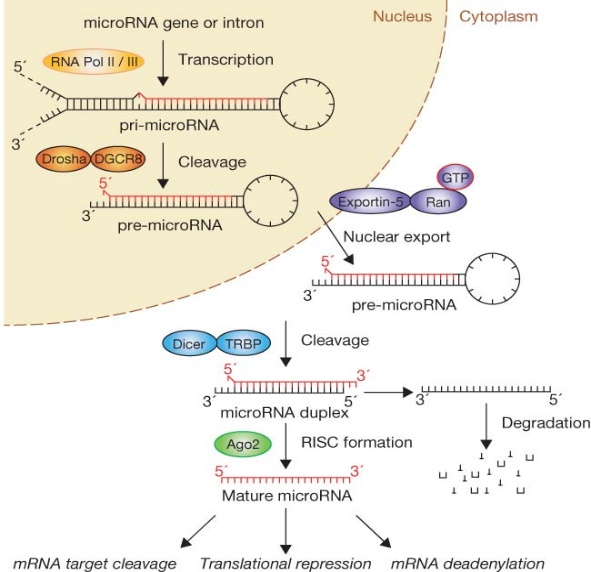 microRNA gene or intron
Nucleus
Cytoplasm
RNA Pol II / III
Transcription
5´
3´
pri-microRNA
Drosha
DGCR8
Cleavage
5´
3´
pre-microRNA
GTP
Exportin-5
Ran
Nuclear export
5´
3´
pre-microRNA
Dicer
TRBP
Cleavage
5´
3´
3´
5´
microRNA duplex
3´
5´
Degradation
Ago2
RISC formation
5´
3´
Mature microRNA
mRNA target cleavage
Translational repression
mRNA deadenylation